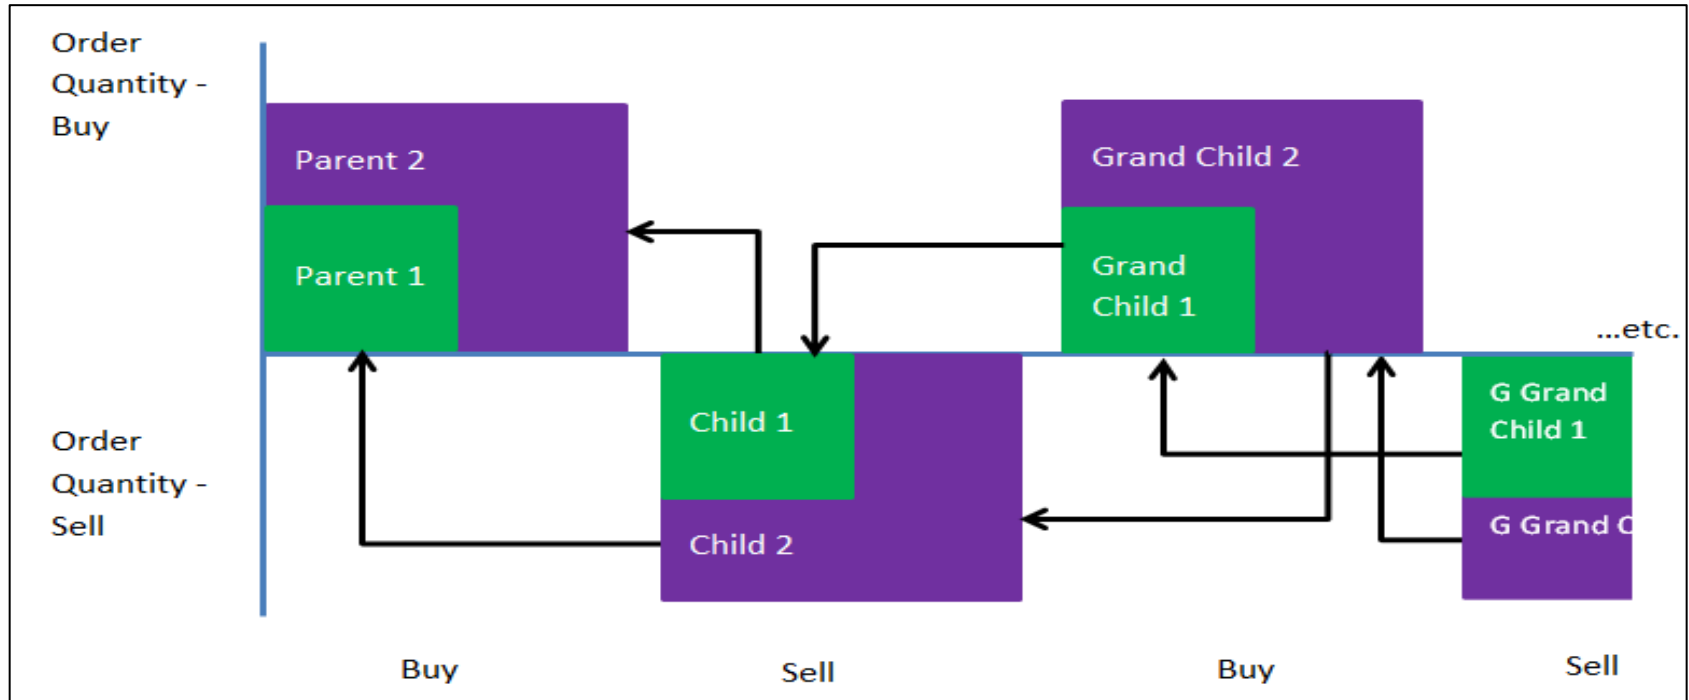 Order
Quantity -
Buy
Parent 2
Parent 1
Grand Child 2
Grand
Child 1
...etc.
Child 1
Child 2
G Grand
Child 1
G Grand C
Order
Quantity -
Sell
Buy
Sell
Buy
Sell